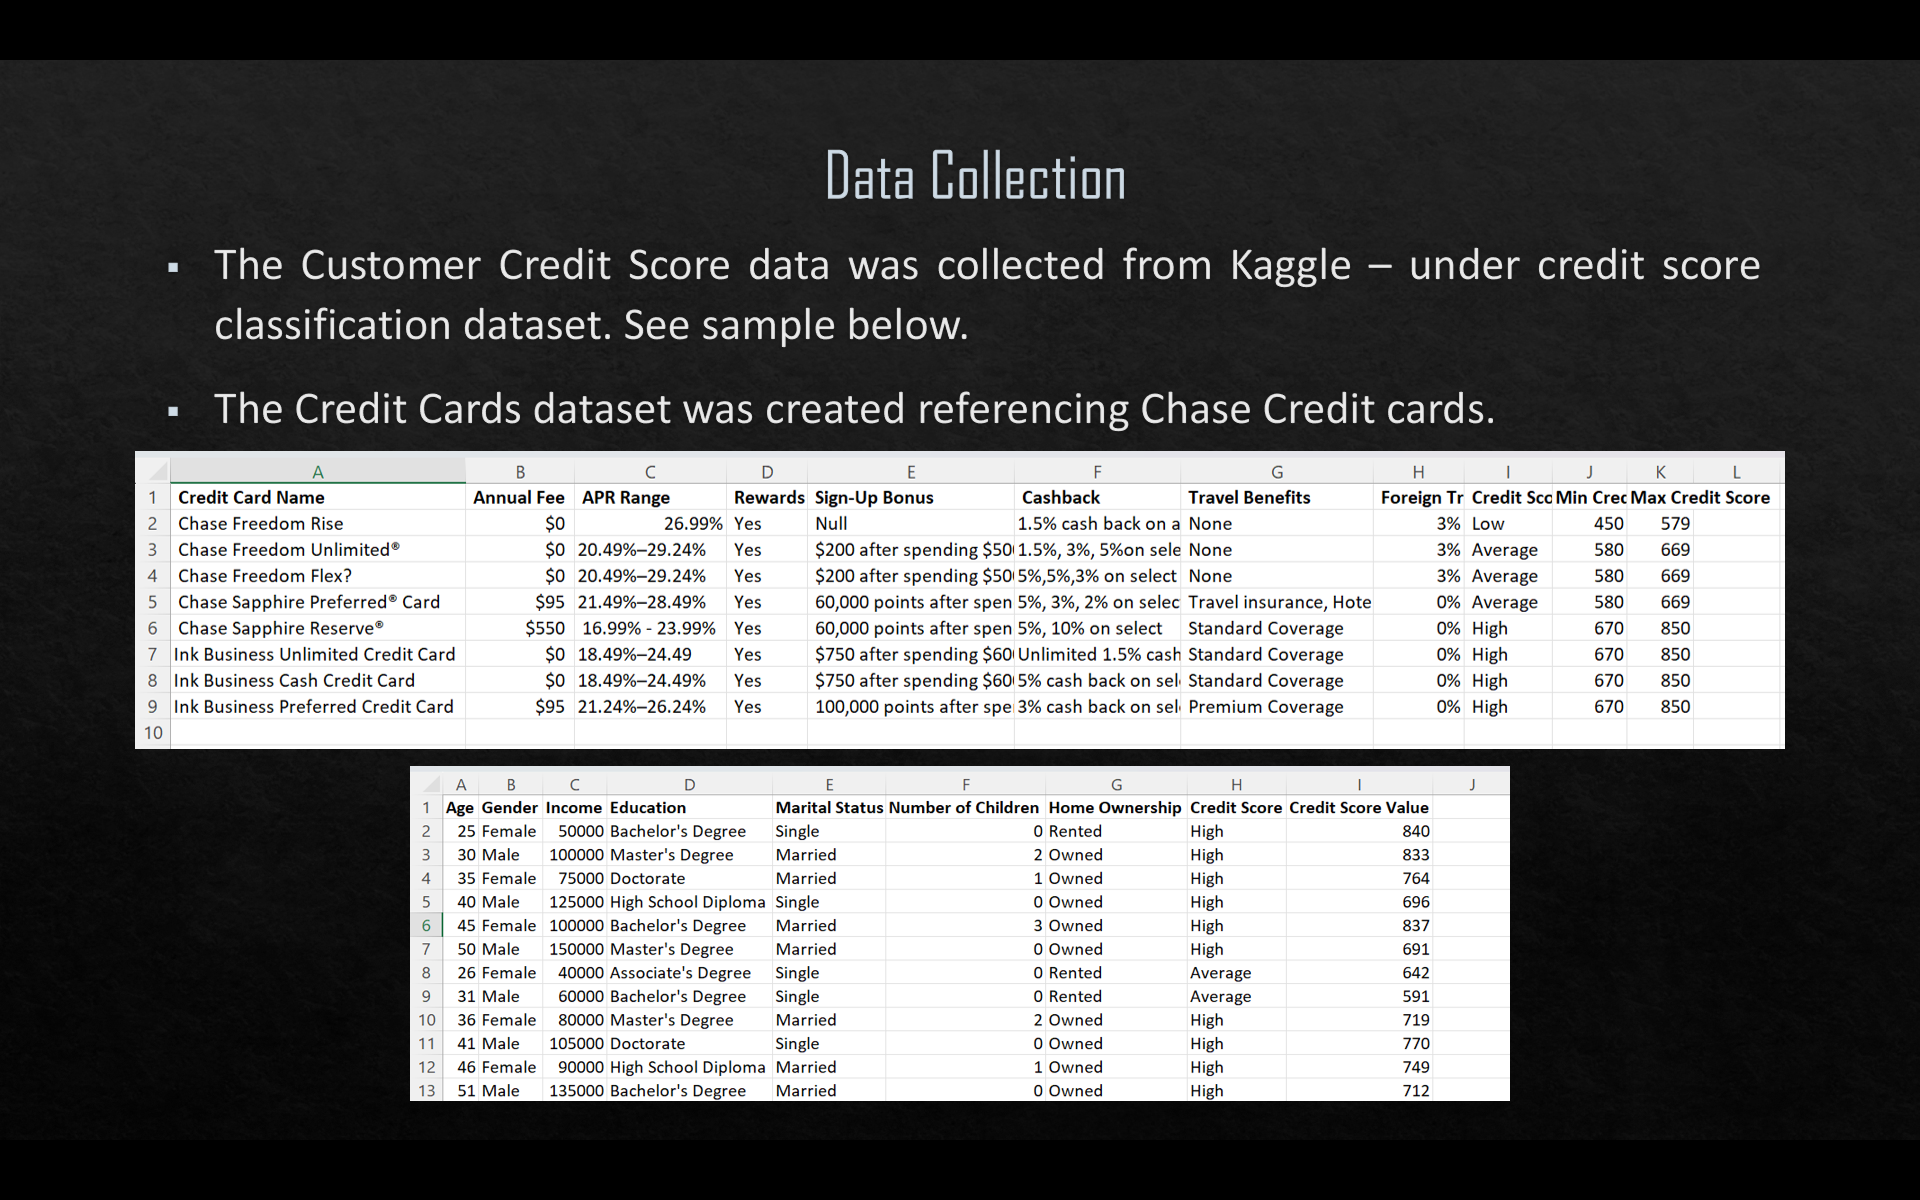 Data Collection
▪ The Customer Credit Score data was collected from Kaggle – under credit score
classification dataset. See sample below.
▪ The Credit Cards dataset was created referencing Chase Credit cards.
A B C D E F G H I J K L
1 Credit Card Name Annual Fee APR Range Rewards Sign-Up Bonus Cashback Travel Benefits Foreign Tr Credit Sco Min Cred Max Credit Score
2 Chase Freedom Rise $0 26.99% Yes Null 1.5% cash back on a None 3% Low 450 579
3 Chase Freedom Unlimited® $0 20.49%–29.24% Yes $200 after spending $50 1.5%, 3%, 5%on sele None 3% Average 580 669
4 Chase Freedom Flex? $0 20.49%–29.24% Yes $200 after spending $50 5%,5%,3% on select None 3% Average 580 669
5 Chase Sapphire Preferred® Card $95 21.49%–28.49% Yes 60,000 points after spen 5%, 3%, 2% on selec Travel insurance, Hote 0% Average 580 669
6 Chase Sapphire Reserve® $550 16.99% - 23.99% Yes 60,000 points after spen 5%, 10% on select Standard Coverage 0% High 670 850
7 Ink Business Unlimited Credit Card $0 18.49%–24.49 Yes $750 after spending $60 Unlimited 1.5% cash Standard Coverage 0% High 670 850
8 Ink Business Cash Credit Card $0 18.49%–24.49% Yes $750 after spending $60 5% cash back on sel Standard Coverage 0% High 670 850
9 Ink Business Preferred Credit Card $95 21.24%–26.24% Yes 100,000 points after spe 3% cash back on sel Premium Coverage 0% High 670 850
10
A B C D E F G H I J
1 Age Gender Income Education Marital Status Number of Children Home Ownership Credit Score Credit Score Value
2 25 Female 50000 Bachelor's Degree Single 0 Rented High 840
3 30 Male 100000 Master's Degree Married 2 Owned High 833
4 35 Female 75000 Doctorate Married 1 Owned High 764
5 40 Male 125000 High School Diploma Single 0 Owned High 696
6 45 Female 100000 Bachelor's Degree Married 3 Owned High 837
7 50 Male 150000 Master's Degree Married 0 Owned High 691
8 26 Female 40000 Associate's Degree Single 0 Rented Average 642
9 31 Male 60000 Bachelor's Degree Single 0 Rented Average 591
10 36 Female 80000 Master's Degree Married 2 Owned High 719
11 41 Male 105000 Doctorate Single 0 Owned High 770
12 46 Female 90000 High School Diploma Married 1 Owned High 749
13 51 Male 135000 Bachelor's Degree Married 0 Owned High 712